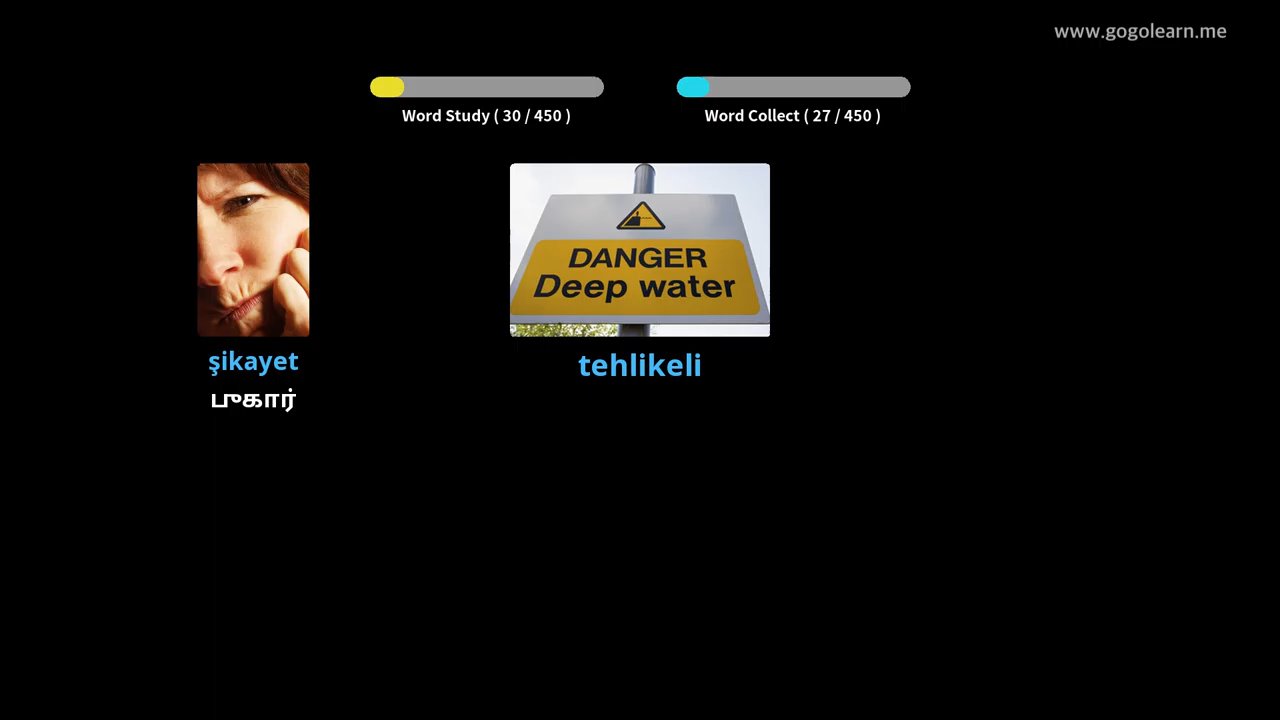 www.gogolearn.me
Word Study ( 30 / 450 )
Word Collect ( 27 / 450 )
DANGER
Deep water
şikayet
tehlikeli
புகார்